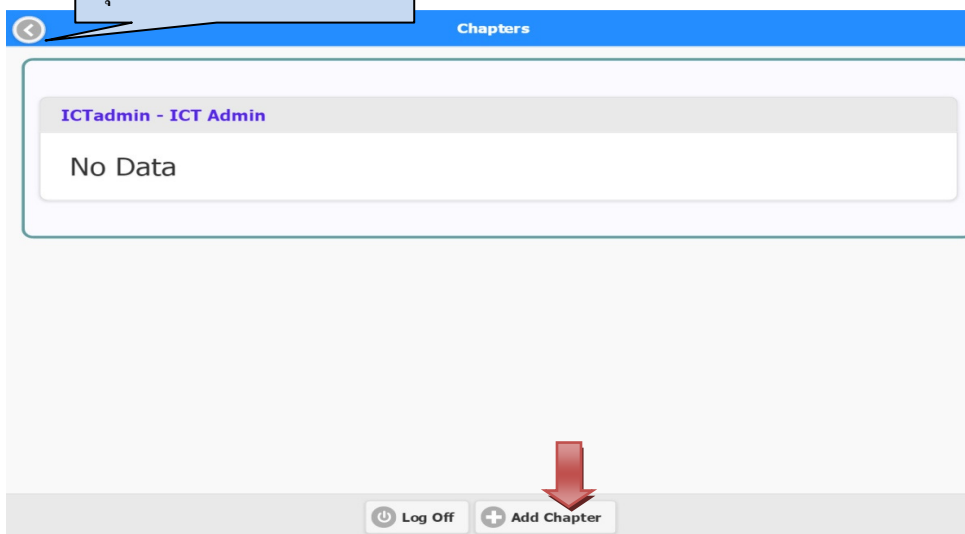 Chapters
ICTadmin - ICT Admin
No Data
Log Off
Add Chapter